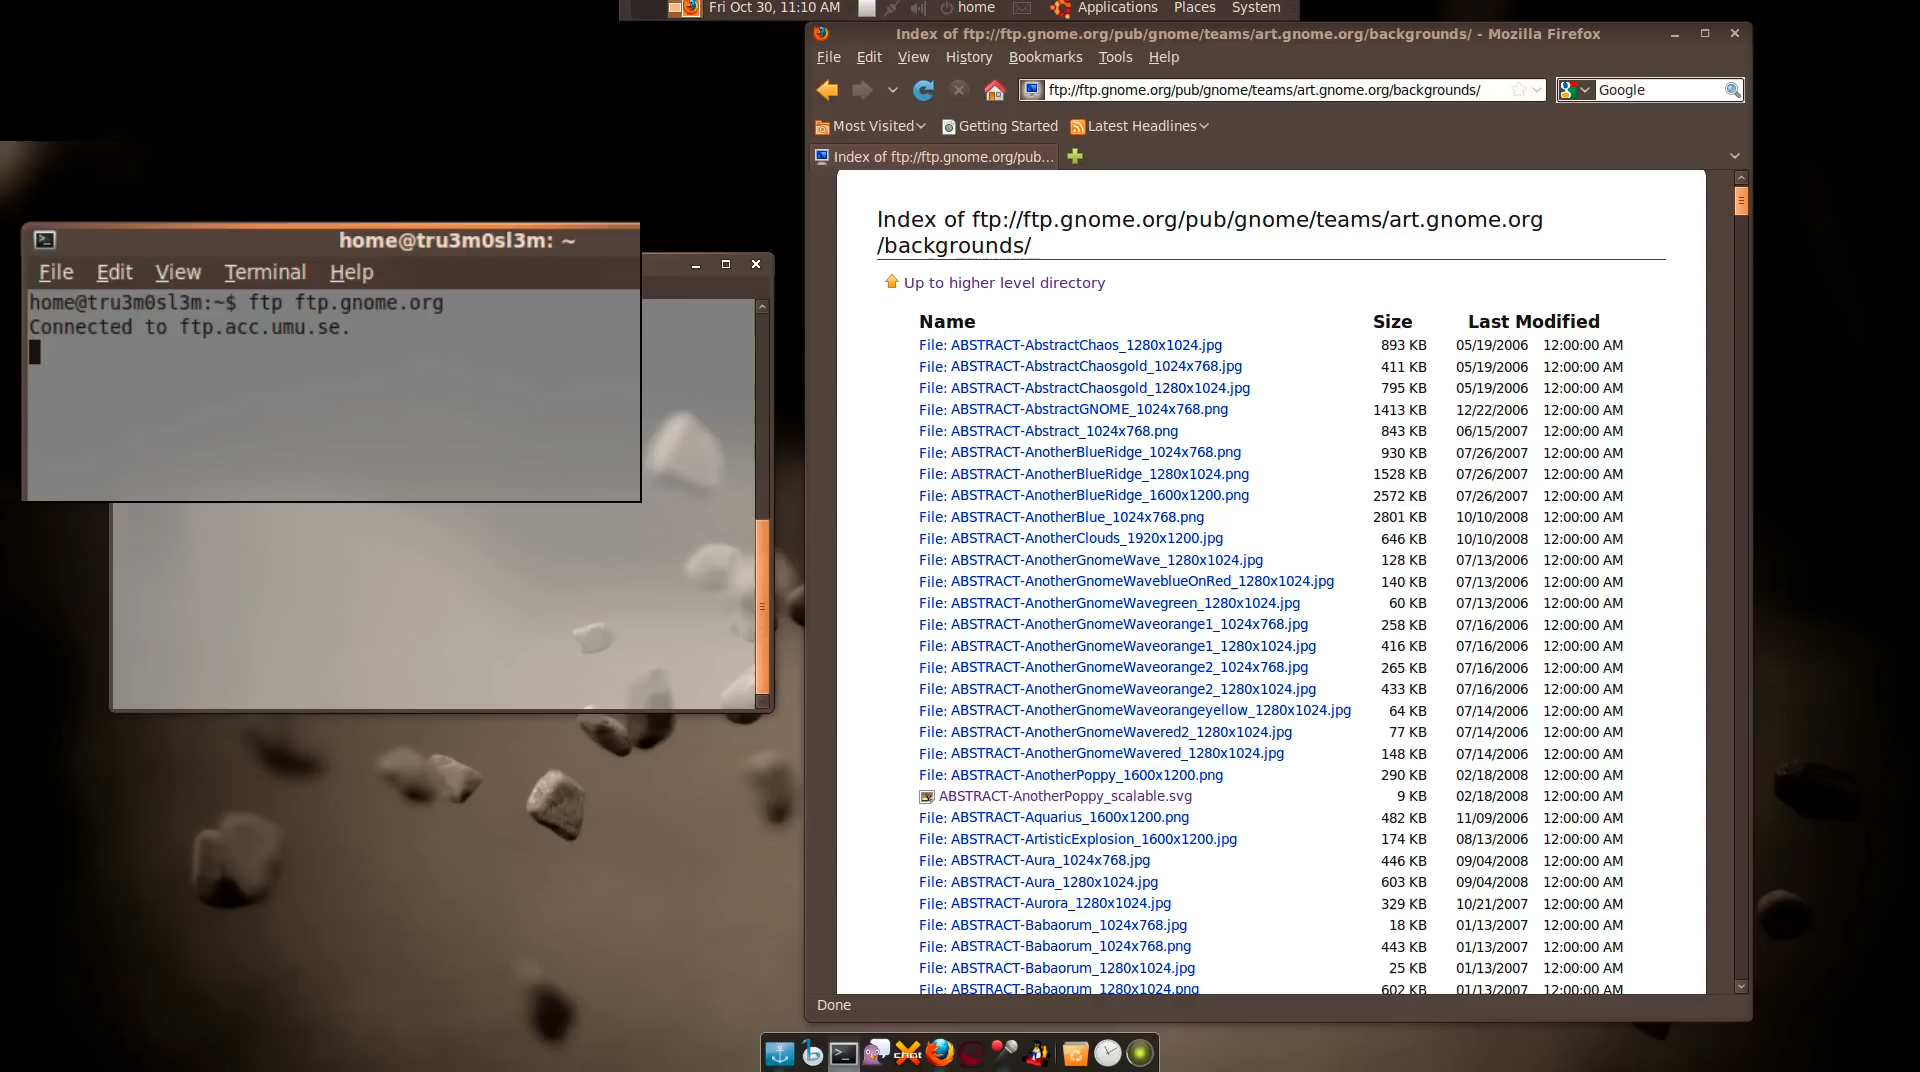 Fri Oct 30, 11:10 AM
home
Applications Places System
Index of ftp://ftp.gnome.org/pub/gnome/teams/art.gnome.org/backgrounds/ - Mozilla Firefox
File Edit View History Bookmarks Tools Help
ftp://ftp.gnome.org/pub/gnome/teams/art.gnome.org/backgrounds/
Google
Most Visited Getting Started Latest Headlines
Index of ftp://ftp.gnome.org/pub...
home@tru3m0sl3m: ~
File Edit View Terminal Help
home@tru3m0sl3m:~$ ftp ftp.gnome.org
Connected to ftp.acc.umu.se.
Index of ftp://ftp.gnome.org/pub/gnome/teams/art.gnome.org
/backgrounds/
Up to higher level directory
Name Size Last Modified
File: ABSTRACT-AbstractChaos_1280x1024.jpg 893 KB 05/19/2006 12:00:00 AM
File: ABSTRACT-AbstractChaosgold_1024x768.jpg 411 KB 05/19/2006 12:00:00 AM
File: ABSTRACT-AbstractChaosgold_1280x1024.jpg 795 KB 05/19/2006 12:00:00 AM
File: ABSTRACT-AbstractGNOME_1024x768.png 1413 KB 12/22/2006 12:00:00 AM
File: ABSTRACT-Abstract_1024x768.png 843 KB 06/15/2007 12:00:00 AM
File: ABSTRACT-AnotherBlueRidge_1024x768.png 930 KB 07/26/2007 12:00:00 AM
File: ABSTRACT-AnotherBlueRidge_1280x1024.png 1528 KB 07/26/2007 12:00:00 AM
File: ABSTRACT-AnotherBlueRidge_1600x1200.png 2572 KB 07/26/2007 12:00:00 AM
File: ABSTRACT-AnotherBlue_1024x768.png 2801 KB 10/10/2008 12:00:00 AM
File: ABSTRACT-AnotherClouds_1920x1200.jpg 646 KB 10/10/2008 12:00:00 AM
File: ABSTRACT-AnotherGnomeWave_1280x1024.jpg 128 KB 07/13/2006 12:00:00 AM
File: ABSTRACT-AnotherGnomeWaveblueOnRed_1280x1024.jpg 140 KB 07/13/2006 12:00:00 AM
File: ABSTRACT-AnotherGnomeWavegreen_1280x1024.jpg 60 KB 07/13/2006 12:00:00 AM
File: ABSTRACT-AnotherGnomeWaveorange1_1024x768.jpg 258 KB 07/16/2006 12:00:00 AM
File: ABSTRACT-AnotherGnomeWaveorange1_1280x1024.jpg 416 KB 07/16/2006 12:00:00 AM
File: ABSTRACT-AnotherGnomeWaveorange2_1024x768.jpg 265 KB 07/16/2006 12:00:00 AM
File: ABSTRACT-AnotherGnomeWaveorange2_1280x1024.jpg 433 KB 07/16/2006 12:00:00 AM
File: ABSTRACT-AnotherGnomeWaveorangeyellow_1280x1024.jpg 64 KB 07/14/2006 12:00:00 AM
File: ABSTRACT-AnotherGnomeWavered2_1280x1024.jpg 77 KB 07/14/2006 12:00:00 AM
File: ABSTRACT-AnotherGnomeWavered_1280x1024.jpg 148 KB 07/14/2006 12:00:00 AM
File: ABSTRACT-AnotherPoppy_1600x1200.png 290 KB 02/18/2008 12:00:00 AM
ABSTRACT-AnotherPoppy_scalable.svg 9 KB 02/18/2008 12:00:00 AM
File: ABSTRACT-Aquarius_1600x1200.png 482 KB 11/09/2006 12:00:00 AM
File: ABSTRACT-ArtisticExplosion_1600x1200.jpg 174 KB 08/13/2006 12:00:00 AM
File: ABSTRACT-Aura_1024x768.jpg 446 KB 09/04/2008 12:00:00 AM
File: ABSTRACT-Aura_1280x1024.jpg 603 KB 09/04/2008 12:00:00 AM
File: ABSTRACT-Aurora_1280x1024.jpg 329 KB 10/21/2007 12:00:00 AM
File: ABSTRACT-Babaorum_1024x768.jpg 18 KB 01/13/2007 12:00:00 AM
File: ABSTRACT-Babaorum_1024x768.png 443 KB 01/13/2007 12:00:00 AM
File: ABSTRACT-Babaorum_1280x1024.jpg 25 KB 01/13/2007 12:00:00 AM
File: ABSTRACT-Babaorum_1280x1024.png 602 KB 01/13/2007 12:00:00 AM
Done
chat